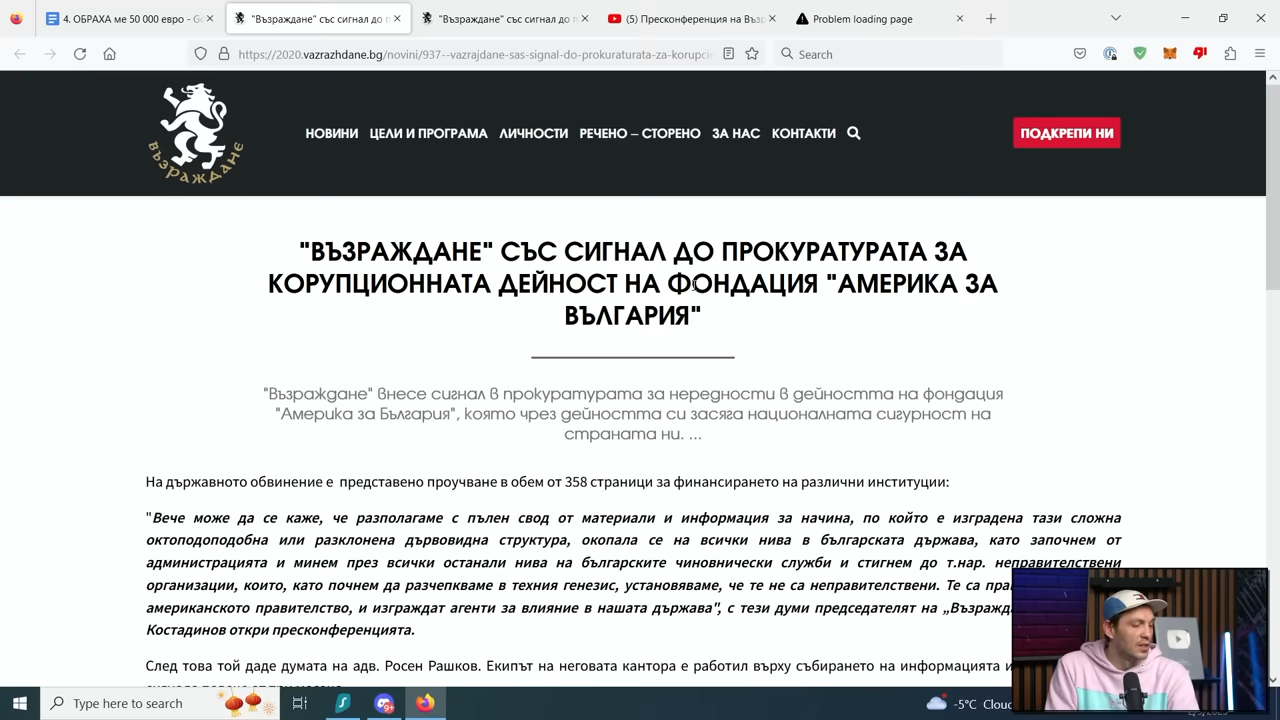 4. ОБРАХА ме 50 000 евро - Go
"Възраждане" със сигнал до п
"Възраждане" със сигнал до п
(5) Пресконференция на Възр
Problem loading page
https://2020.vazrazhdane.bg/novini/937--vazrajdane-sas-signal-do-prokuraturata-za-korupci
Search
ВЪЗРАЖДАНЕ
НОВИНИ ЦЕЛИ И ПРОГРАМА ЛИЧНОСТИ РЕЧЕНО – СТОРЕНО ЗА НАС КОНТАКТИ
ПОДКРЕПИ НИ
"ВЪЗРАЖДАНЕ" СЪС СИГНАЛ ДО ПРОКУРАТУРАТА ЗА
КОРУПЦИОННАТА ДЕЙНОСТ НА ФОНДАЦИЯ "АМЕРИКА ЗА
БЪЛГАРИЯ"
"Възраждане" внесе сигнал в прокуратурата за нередности в дейността на фондация
"Америка за България", която чрез дейността си засяга националната сигурност на
страната ни. ...
На държавното обвинение е представено проучване в обем от 358 страници за финансирането на различни институции:
"Вече може да се каже, че разполагаме с пълен свод от материали и информация за начина, по който е изградена тази сложна
октоподоподобна или разклонена дървовидна структура, окопала се на всички нива в българската държава, като започнем от
администрацията и минем през всички останали нива на българските чиновнически служби и стигнем до т.нар. неправителствени
организации, които, като почнем да разчепкваме в техния генезис, установяваме, че те не са неправителствени. Те са
американското правителство, и изграждат агенти за влияние в нашата държава", с тези думи председателят на
Костадинов откри пресконференцията.
След това той даде думата на адв. Росен Рашков. Екипът на неговата кантора е работил върху събирането на информацията
Type here to search
-5°C